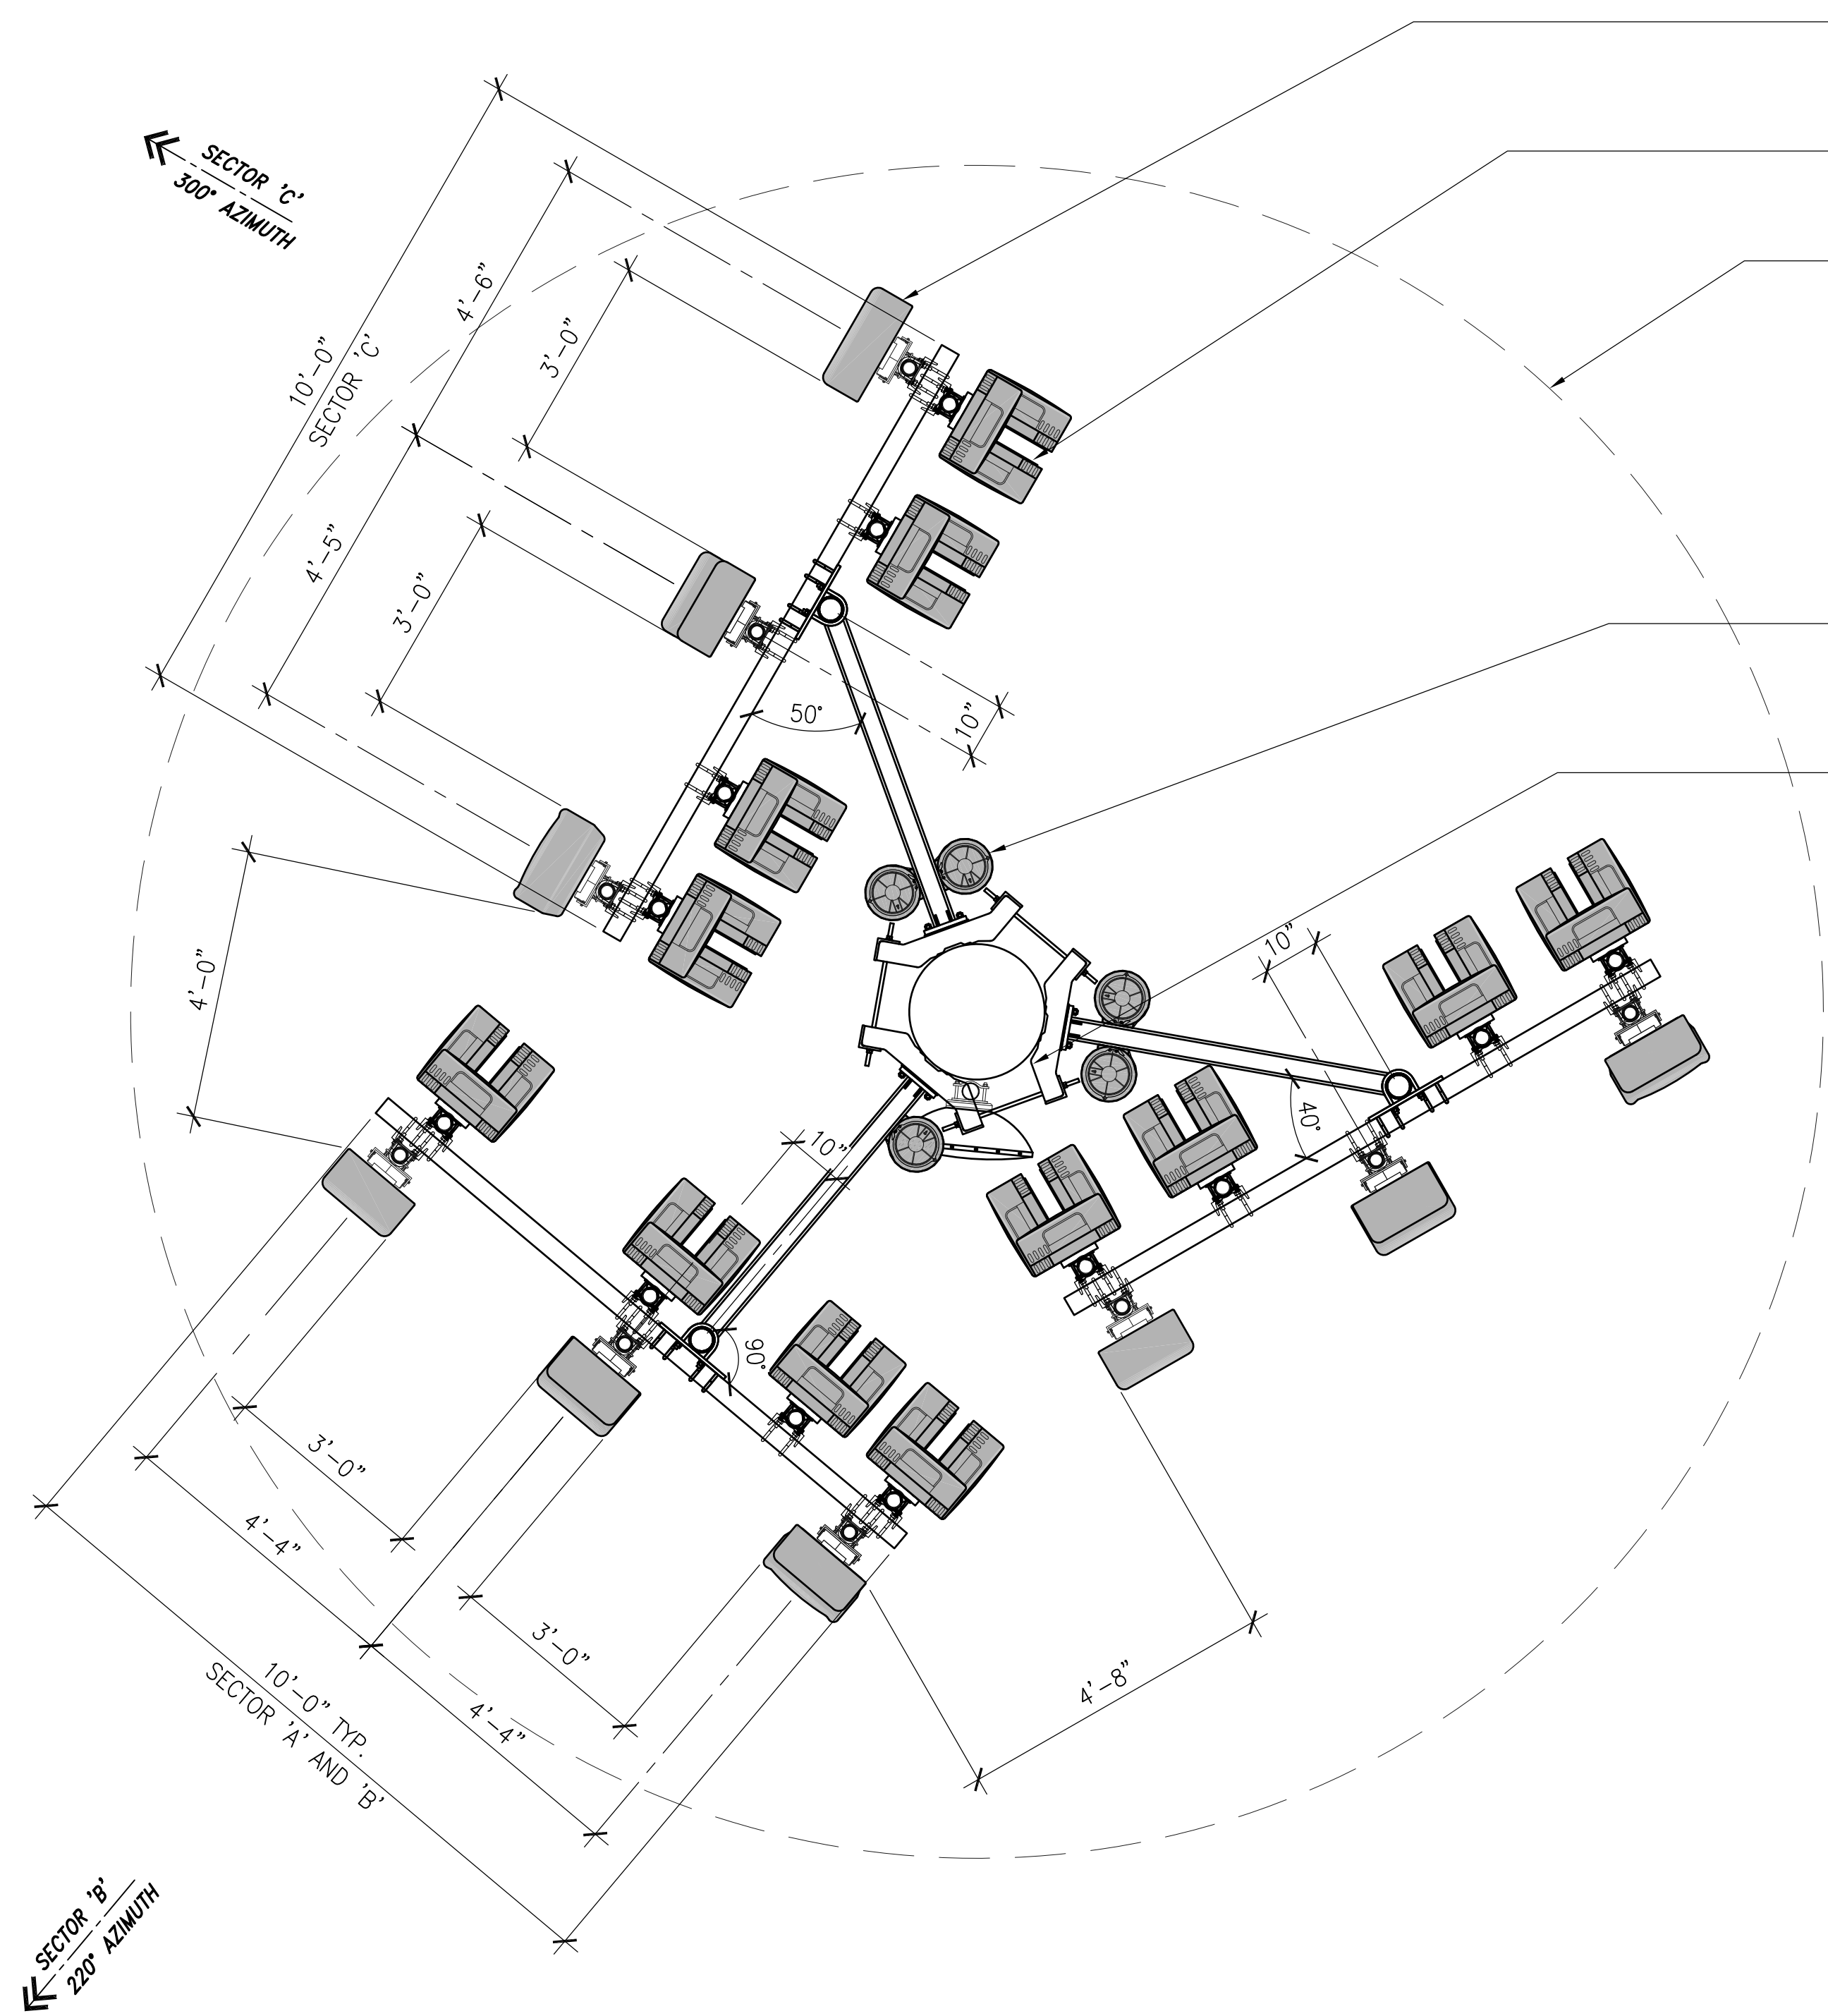 SECTOR 'C'
300° AZIMUTH
4'-6"
3'-0"
10'-0"
SECTOR 'C'
4'-5"
3'-0"
50°
10"
4'-0"
10"
40°
10"
90°
3'-0"
4'-4"
3'-0"
4'-4"
10'-0" TYP.
SECTOR 'A' AND 'B'
4'-8"
SECTOR 'B'
220° AZIMUTH